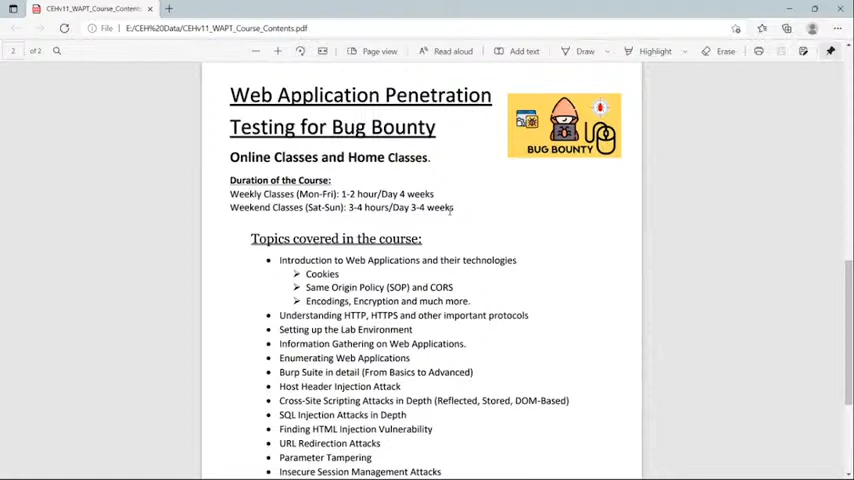 CEHv11_WAPT_Course_Contents.pdf
File
E:/CEH%20Data/CEHv11_WAPT_Course_Contents.pdf
2 of 2
Page view
Read aloud
Add text
Draw
Highlight
Erase
Web Application Penetration
Testing for Bug Bounty
BUG BOUNTY
Online Classes and Home Classes.
Duration of the Course:
Weekly Classes (Mon-Fri): 1-2 hour/Day 4 weeks
Weekend Classes (Sat-Sun): 3-4 hours/Day 3-4 weeks
Topics covered in the course:
• Introduction to Web Applications and their technologies
➢ Cookies
➢ Same Origin Policy (SOP) and CORS
➢ Encodings, Encryption and much more.
• Understanding HTTP, HTTPS and other important protocols
• Setting up the Lab Environment
• Information Gathering on Web Applications.
• Enumerating Web Applications
• Burp Suite in detail (From Basics to Advanced)
• Host Header Injection Attack
• Cross-Site Scripting Attacks in Depth (Reflected, Stored, DOM-Based)
• SQL Injection Attacks in Depth
• Finding HTML Injection Vulnerability
• URL Redirection Attacks
• Parameter Tampering
• Insecure Session Management Attacks